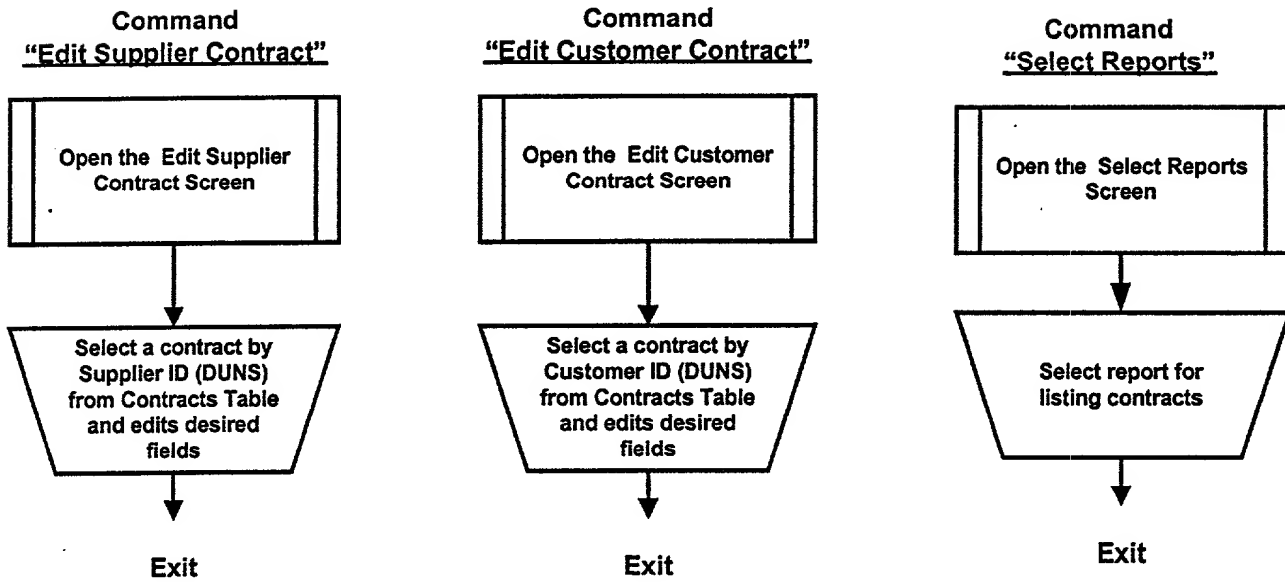 Command
"Edit Supplier Contract"
Open the Edit Supplier
Contract Screen
Select a contract by
Supplier ID (DUNS)
from Contracts Table
and edits desired
fields
Exit
Command
"Edit Customer Contract"
Open the Edit Customer
Contract Screen
Select a contract by
Customer ID (DUNS)
from Contracts Table
and edits desired
fields
Exit
Command
"Select Reports"
Open the Select Reports
Screen
Select report for
listing contracts
Exit